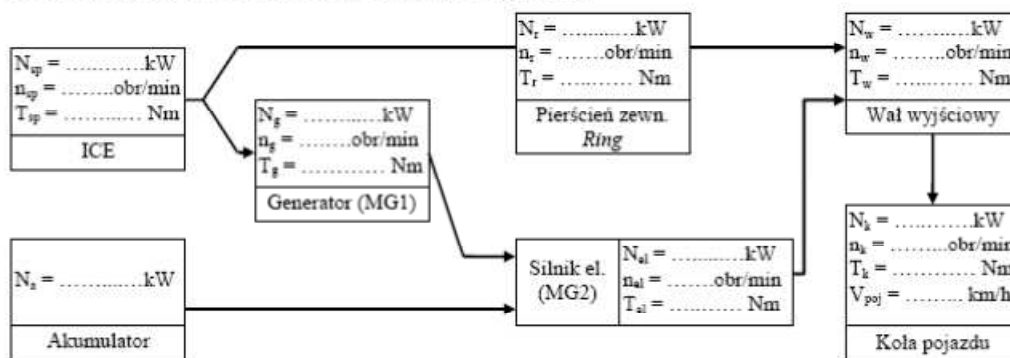 N_sp = ………….kW
n_sp = ……..obr/min
T_sp = ………... Nm
ICE
N_g = ………...kW
n_g = ……...obr/min
T_g = ………… Nm
Generator (MG1)
N_r = ………...kW
n_r = ……..obr/min
T_r = ………… Nm
Pierścień zewn.
Ring
N_w = ………...kW
n_w = ……..obr/min
T_w = ………… Nm
Wał wyjściowy
N_a = ………...kW
Akumulator
Silnik el.
(MG2)
N_el = ………...kW
n_el = ……..obr/min
T_el = ………... Nm
N_k = ………...kW
n_k = ……...obr/min
T_k = ………… Nm
V_poj = …….... km/h
Koła pojazdu